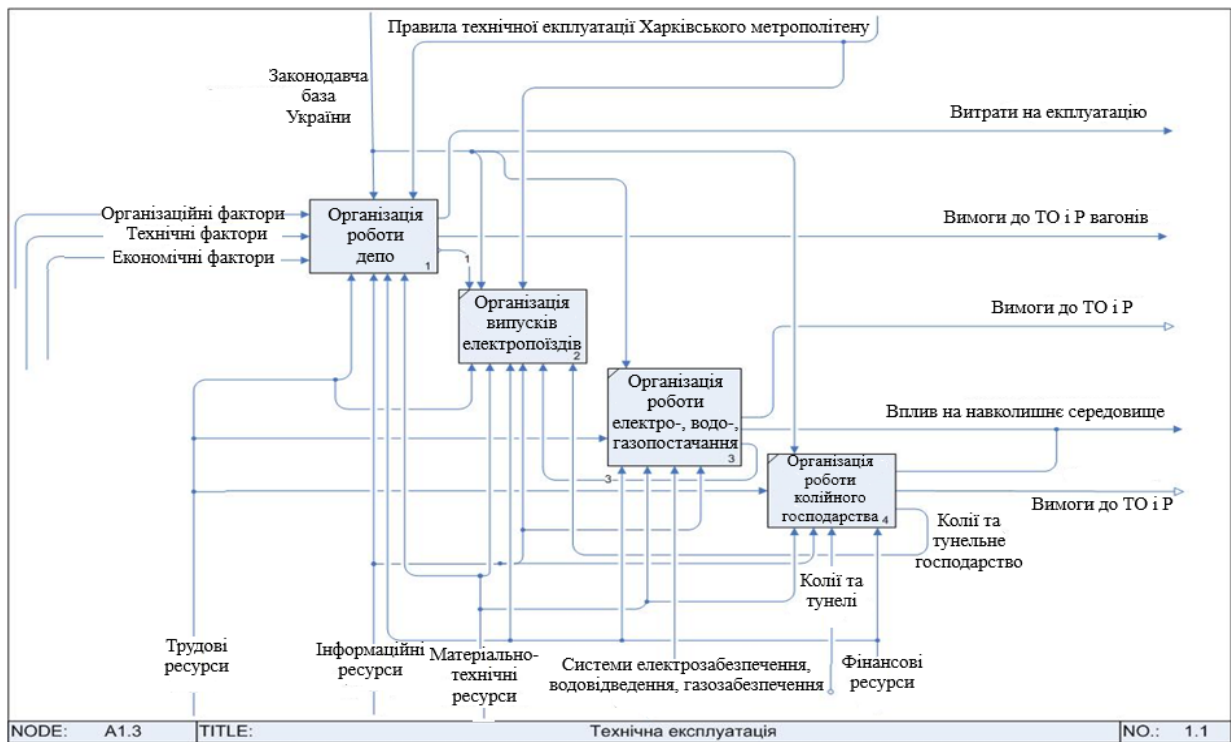 Правила технічної екплуатації Харківського метрополітену
Законодавча
база
України
Витрати на екплуатацію
Організаційні фактори
Технічні фактори
Економічні фактори
Організація
роботи
депо
1
Вимоги до ТО і Р вагонів
1
Організація
випусків
електропоїздів
2
Вимоги до ТО і Р
Організація
роботи
електро-, водо-,
газопостачання
3
Вплив на навколишнє середовище
3
Організація
роботи
колійного
господарства
4
Вимоги до ТО і Р
Колії та
тунельне
господарство
Колії та
тунелі
Трудові
ресурси
Інформаційні
ресурси
Матеріально-
технічні
ресурси
Системи електрозабезпечення,
водовідведення, газозабезпечення
Фінансові
ресурси
NODE: A1.3 TITLE: Технічна експлуатація NO.: 1.1